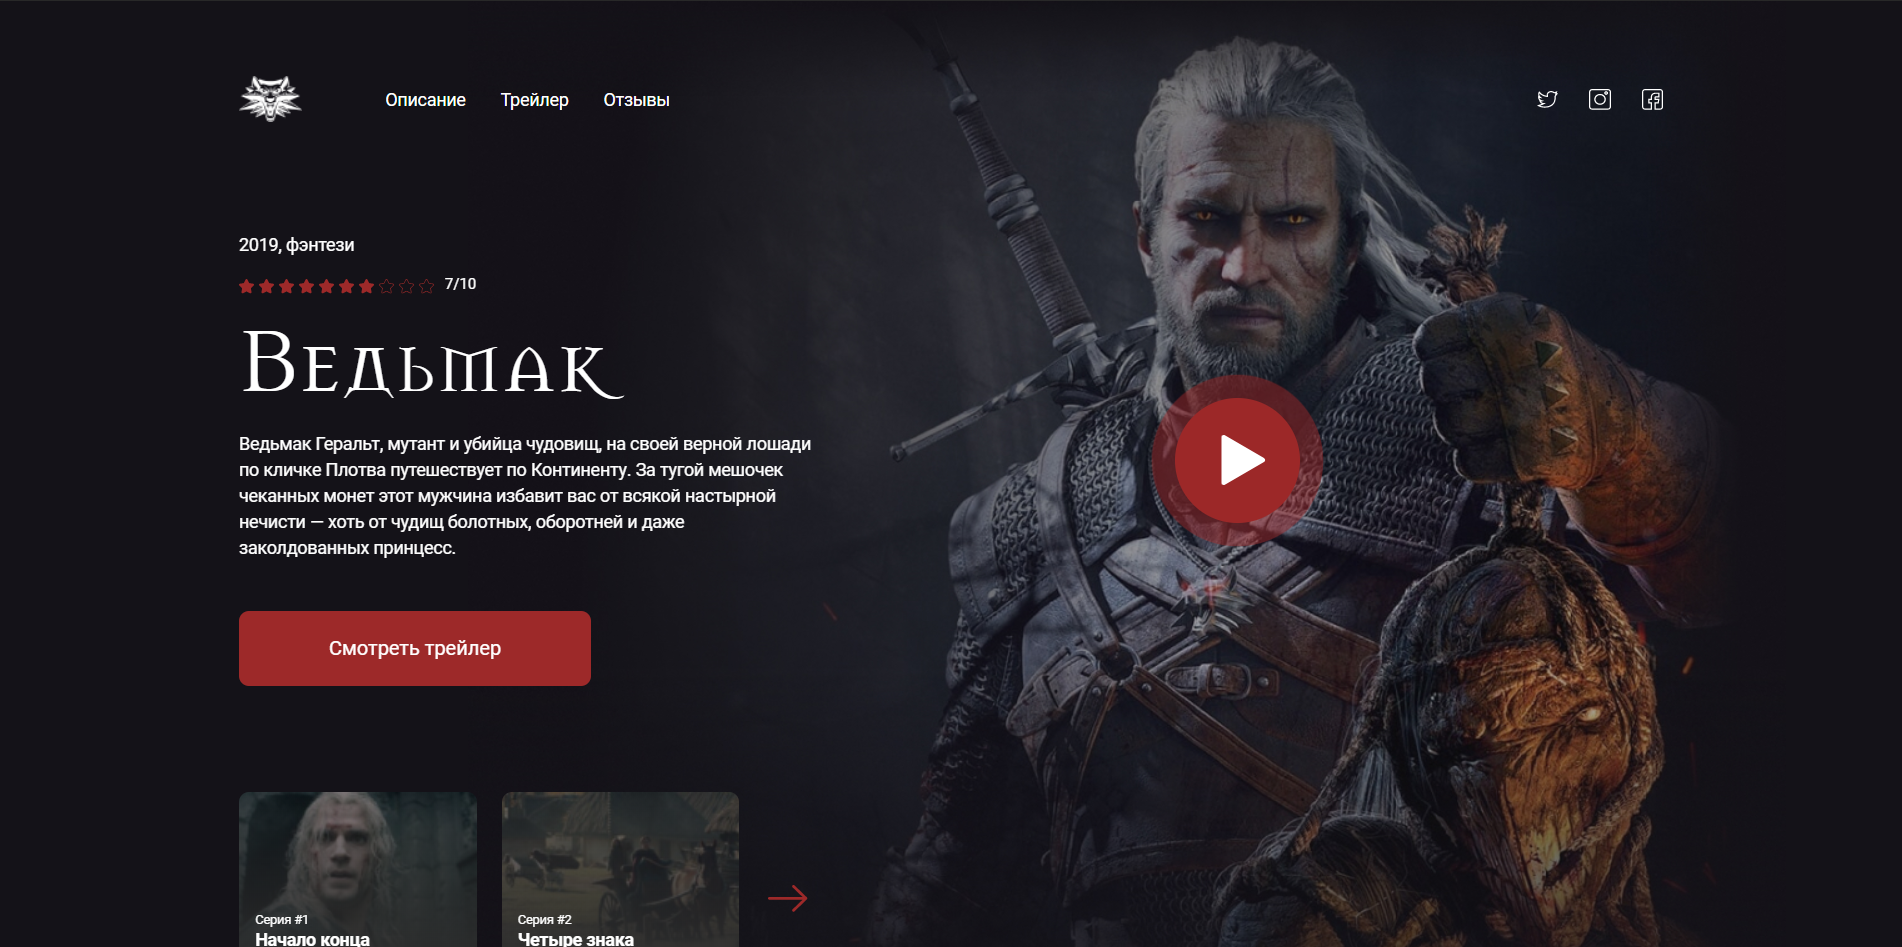 Описание Трейлер Отзывы
2019, фэнтези
7/10
Ведьмак
Ведьмак Геральт, мутант и убийца чудовищ, на своей верной лошади
по кличке Плотва путешествует по Континенту. За тугой мешочек
чеканных монет этот мужчина избавит вас от всякой настырной
нечисти — хоть от чудищ болотных, оборотней и даже
заколдованных принцесс.
Смотреть трейлер
Серия #1
Начало конца
Серия #2
Четыре знака